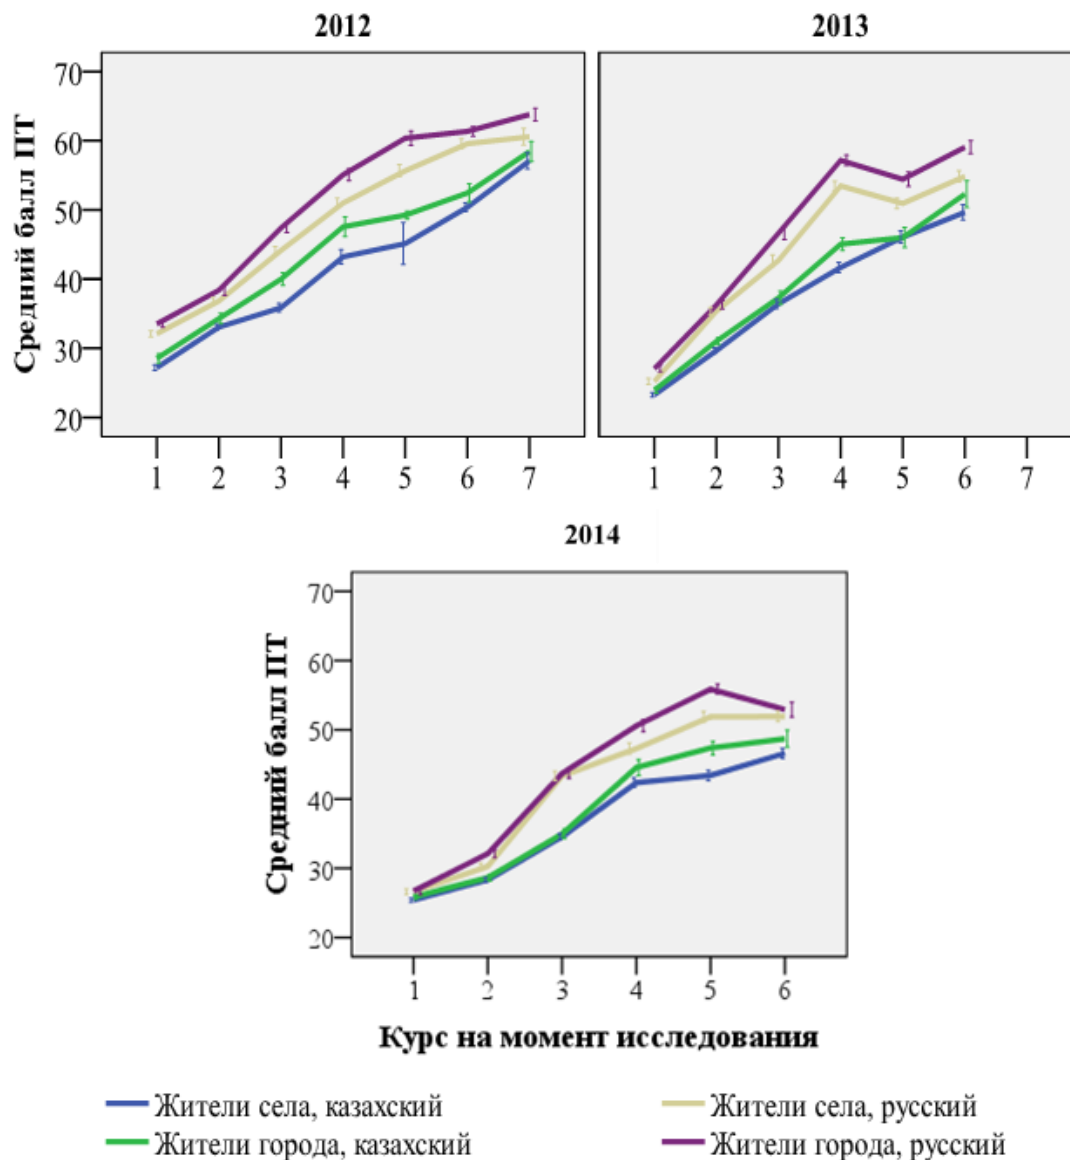 2012
2013
Средний балл ПТ
70
60
50
40
30
20
1 2 3 4 5 6 7
1 2 3 4 5 6 7
2014
Средний балл ПТ
70
60
50
40
30
20
1 2 3 4 5 6
Курс на момент исследования
Жители села, казахский
Жители села, русский
Жители города, казахский
Жители города, русский